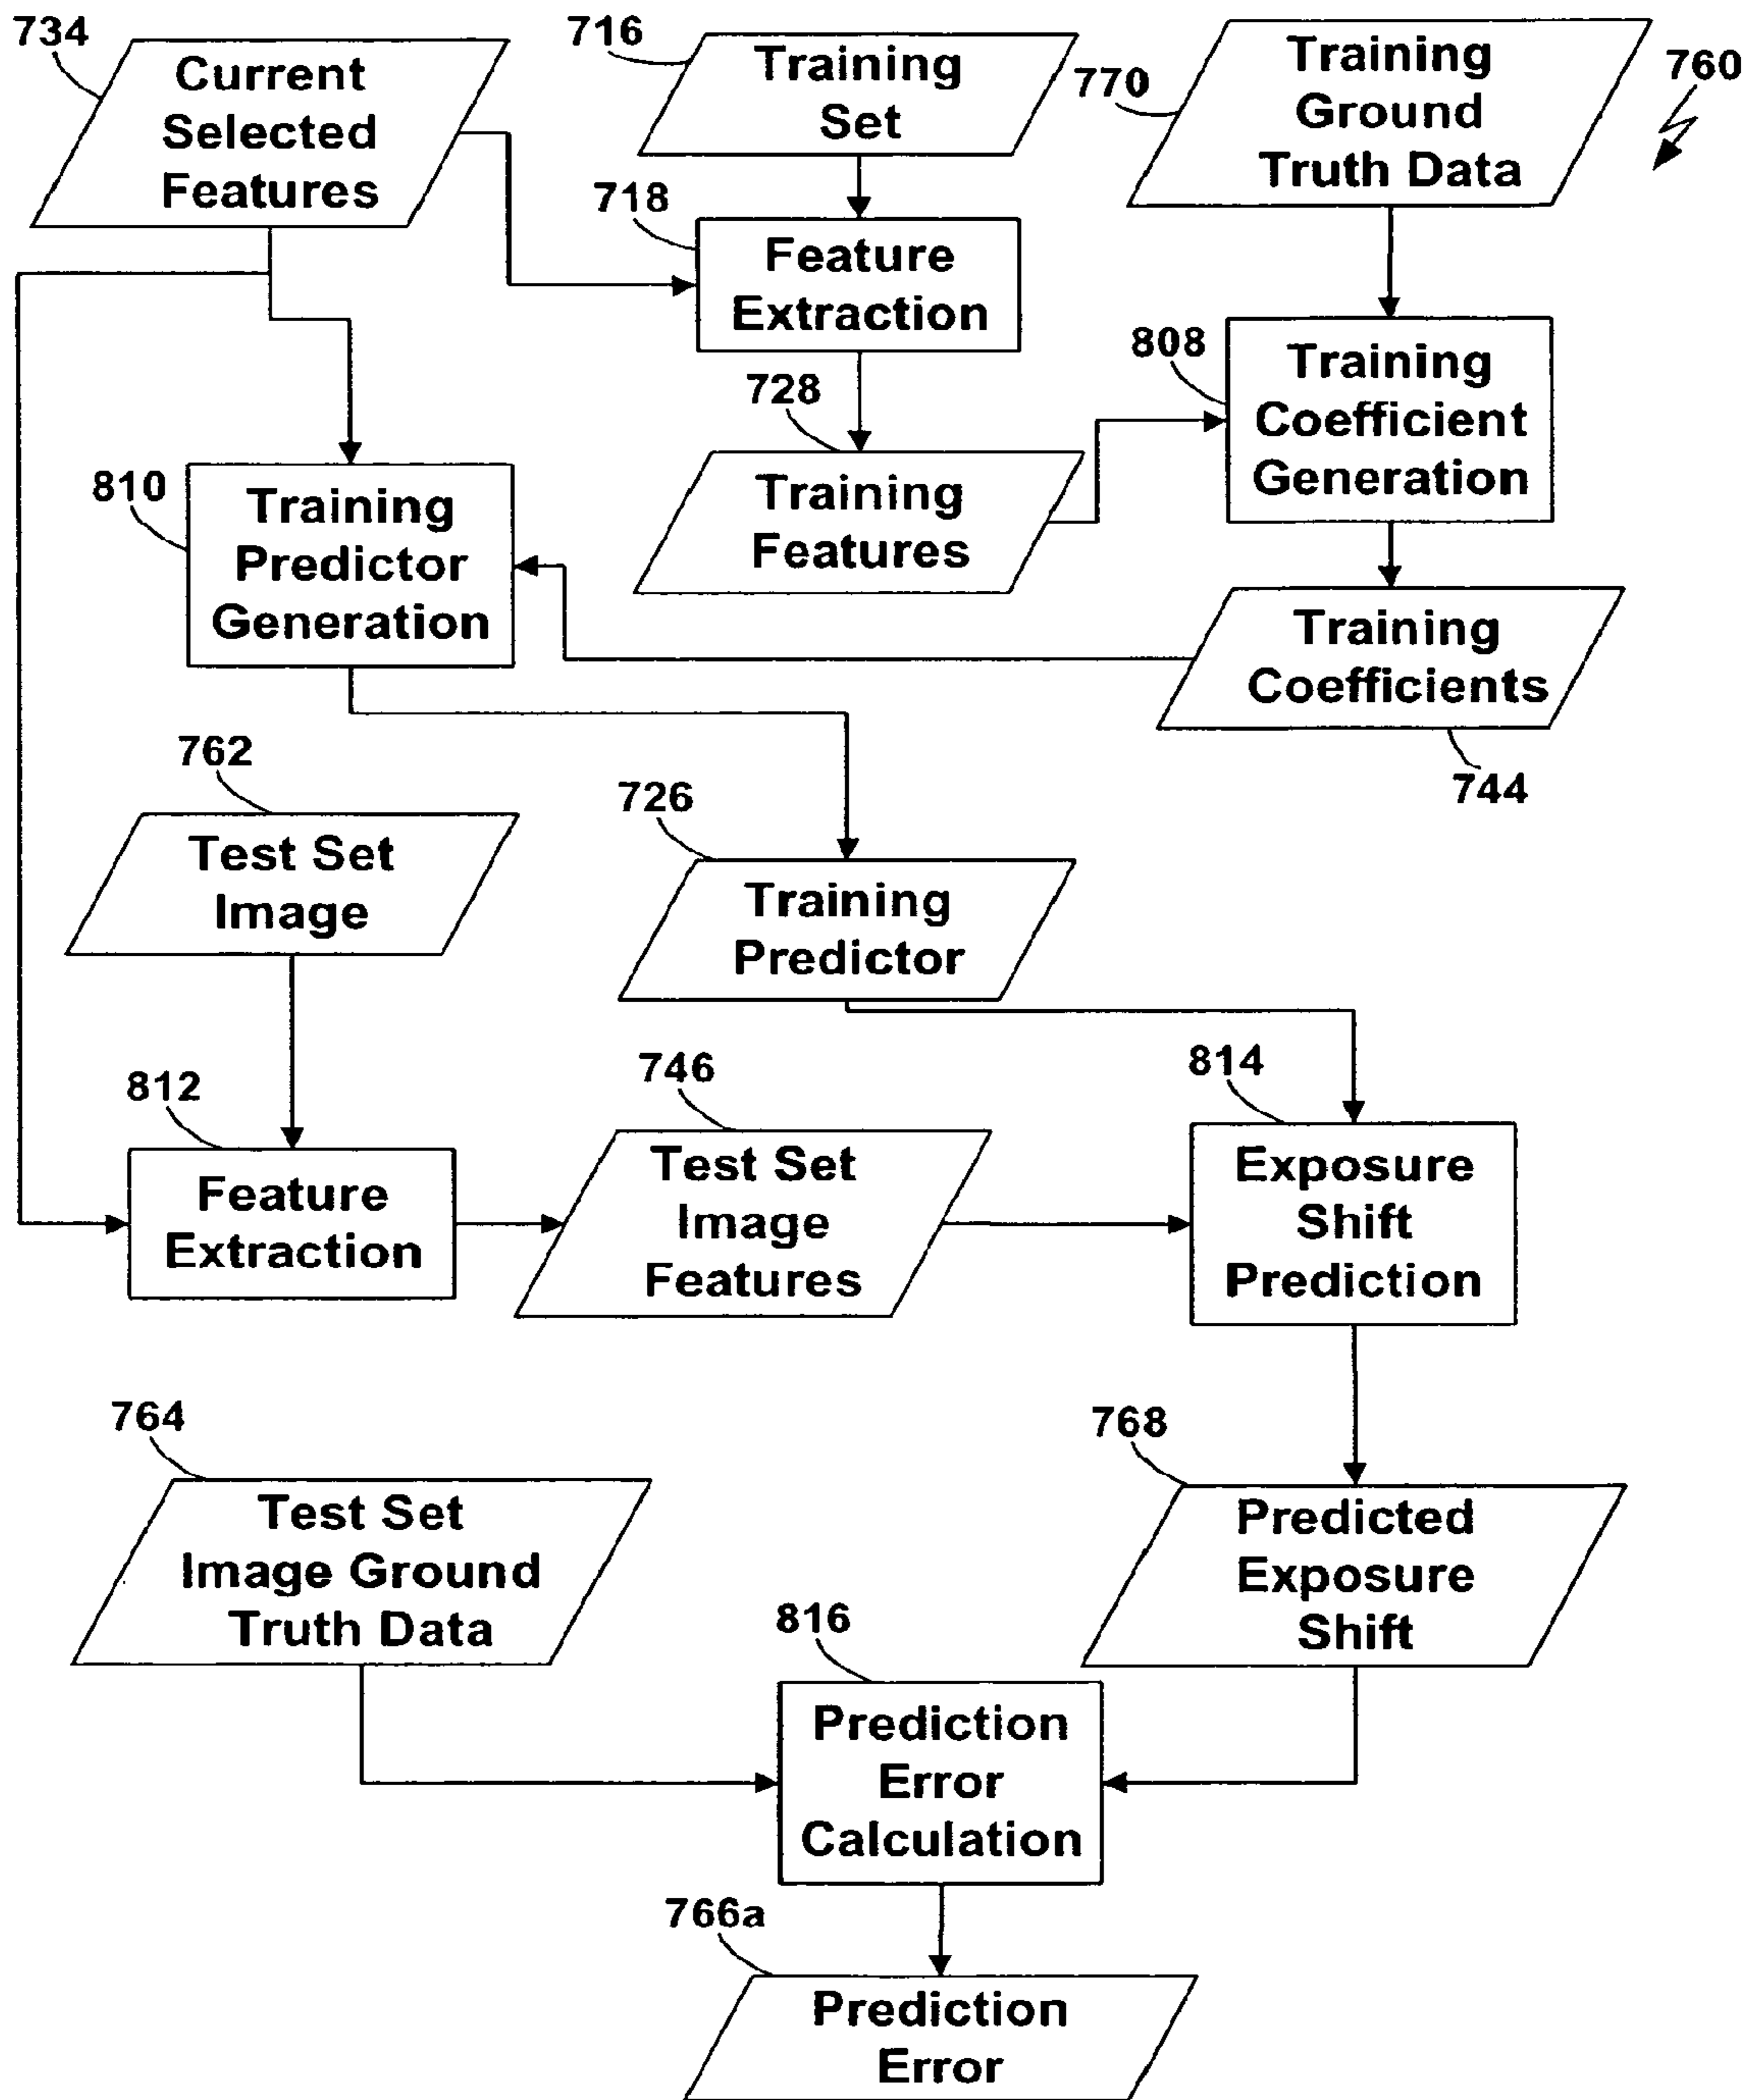 734
Current
Selected
Features
716
Training
Set
770
Training
Ground
Truth Data
760
718
Feature
Extraction
808
Training
Coefficient
Generation
728
Training
Features
810
Training
Predictor
Generation
Training
Coefficients
744
762
Test Set
Image
726
Training
Predictor
812
Feature
Extraction
746
Test Set
Image
Features
814
Exposure
Shift
Prediction
764
Test Set
Image Ground
Truth Data
768
Predicted
Exposure
Shift
816
Prediction
Error
Calculation
766a
Prediction
Error